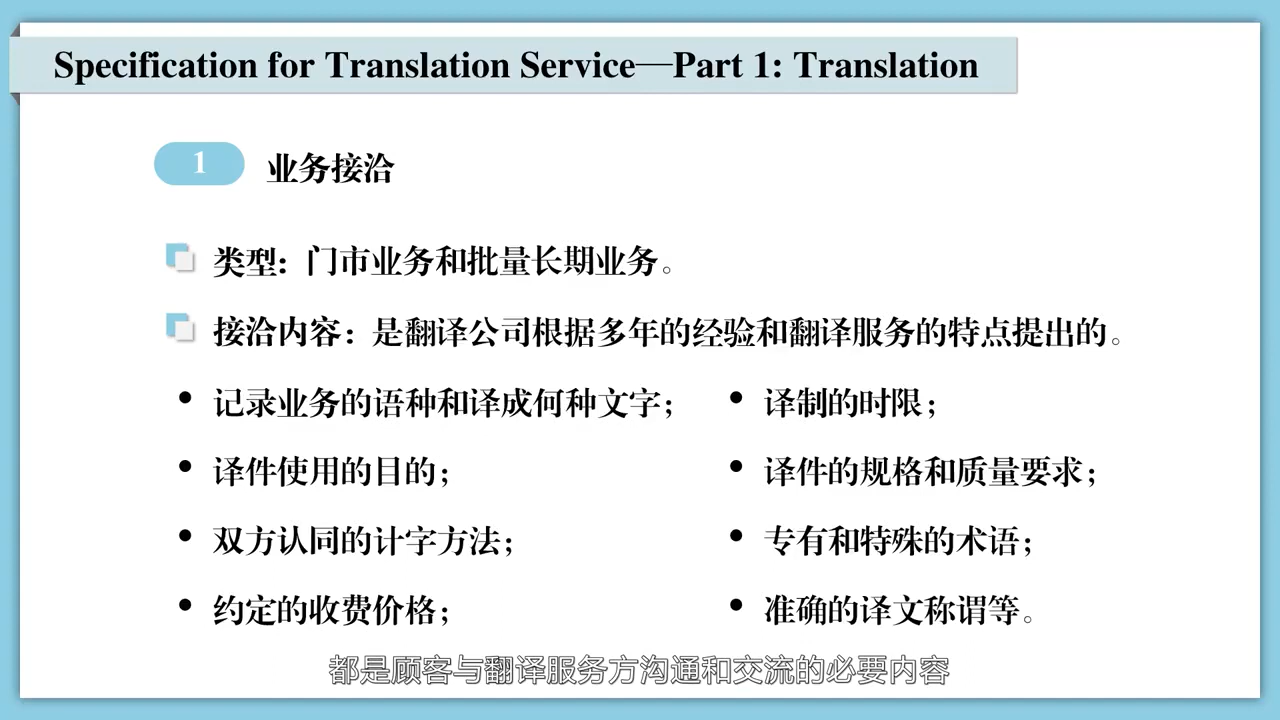 Specification for Translation Service—Part 1: Translation
1 业务接洽
类型：门市业务和批量长期业务。
接洽内容：是翻译公司根据多年的经验和翻译服务的特点提出的。
• 记录业务的语种和译成何种文字；
• 译制的时限；
• 译件使用的目的；
• 译件的规格和质量要求；
• 双方认同的计字方法；
• 专有和特殊的术语；
• 约定的收费价格；
• 准确的译文称谓等。
都是顾客与翻译服务方沟通和交流的必要内容